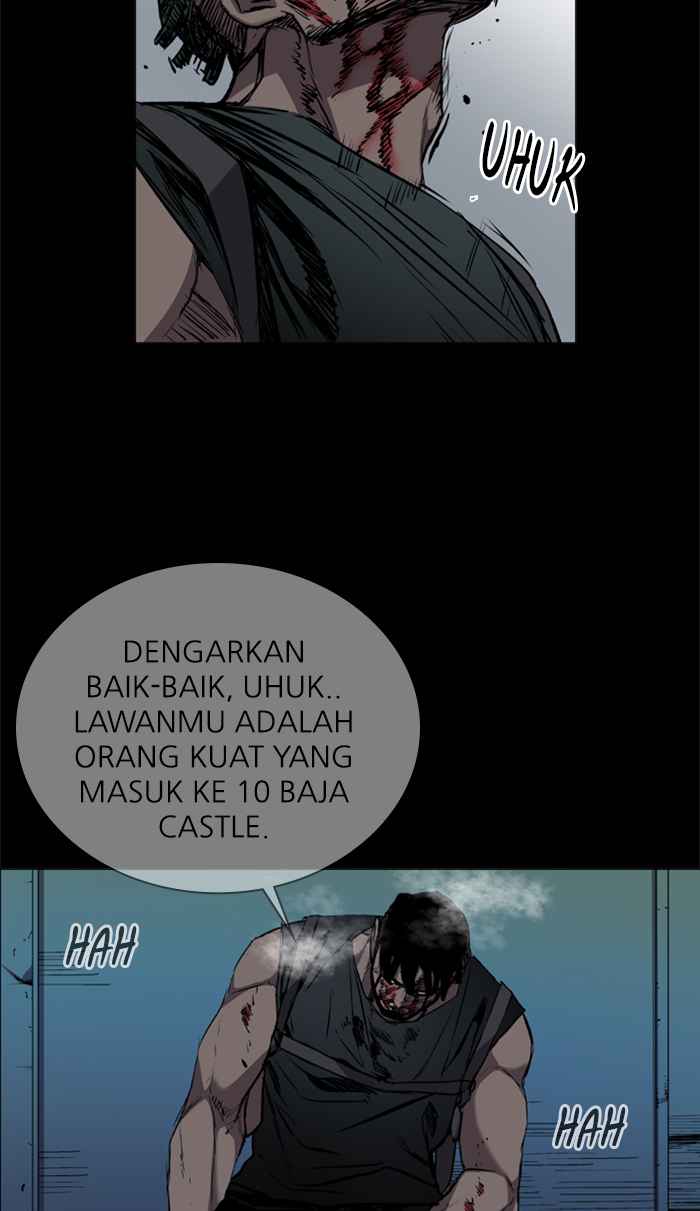 UHUK
DENGARKAN
BAIK-BAIK, UHUK..
LAWANMU ADALAH
ORANG KUAT YANG
MASUK KE 10 BAJA
CASTLE.
HAH
HAH